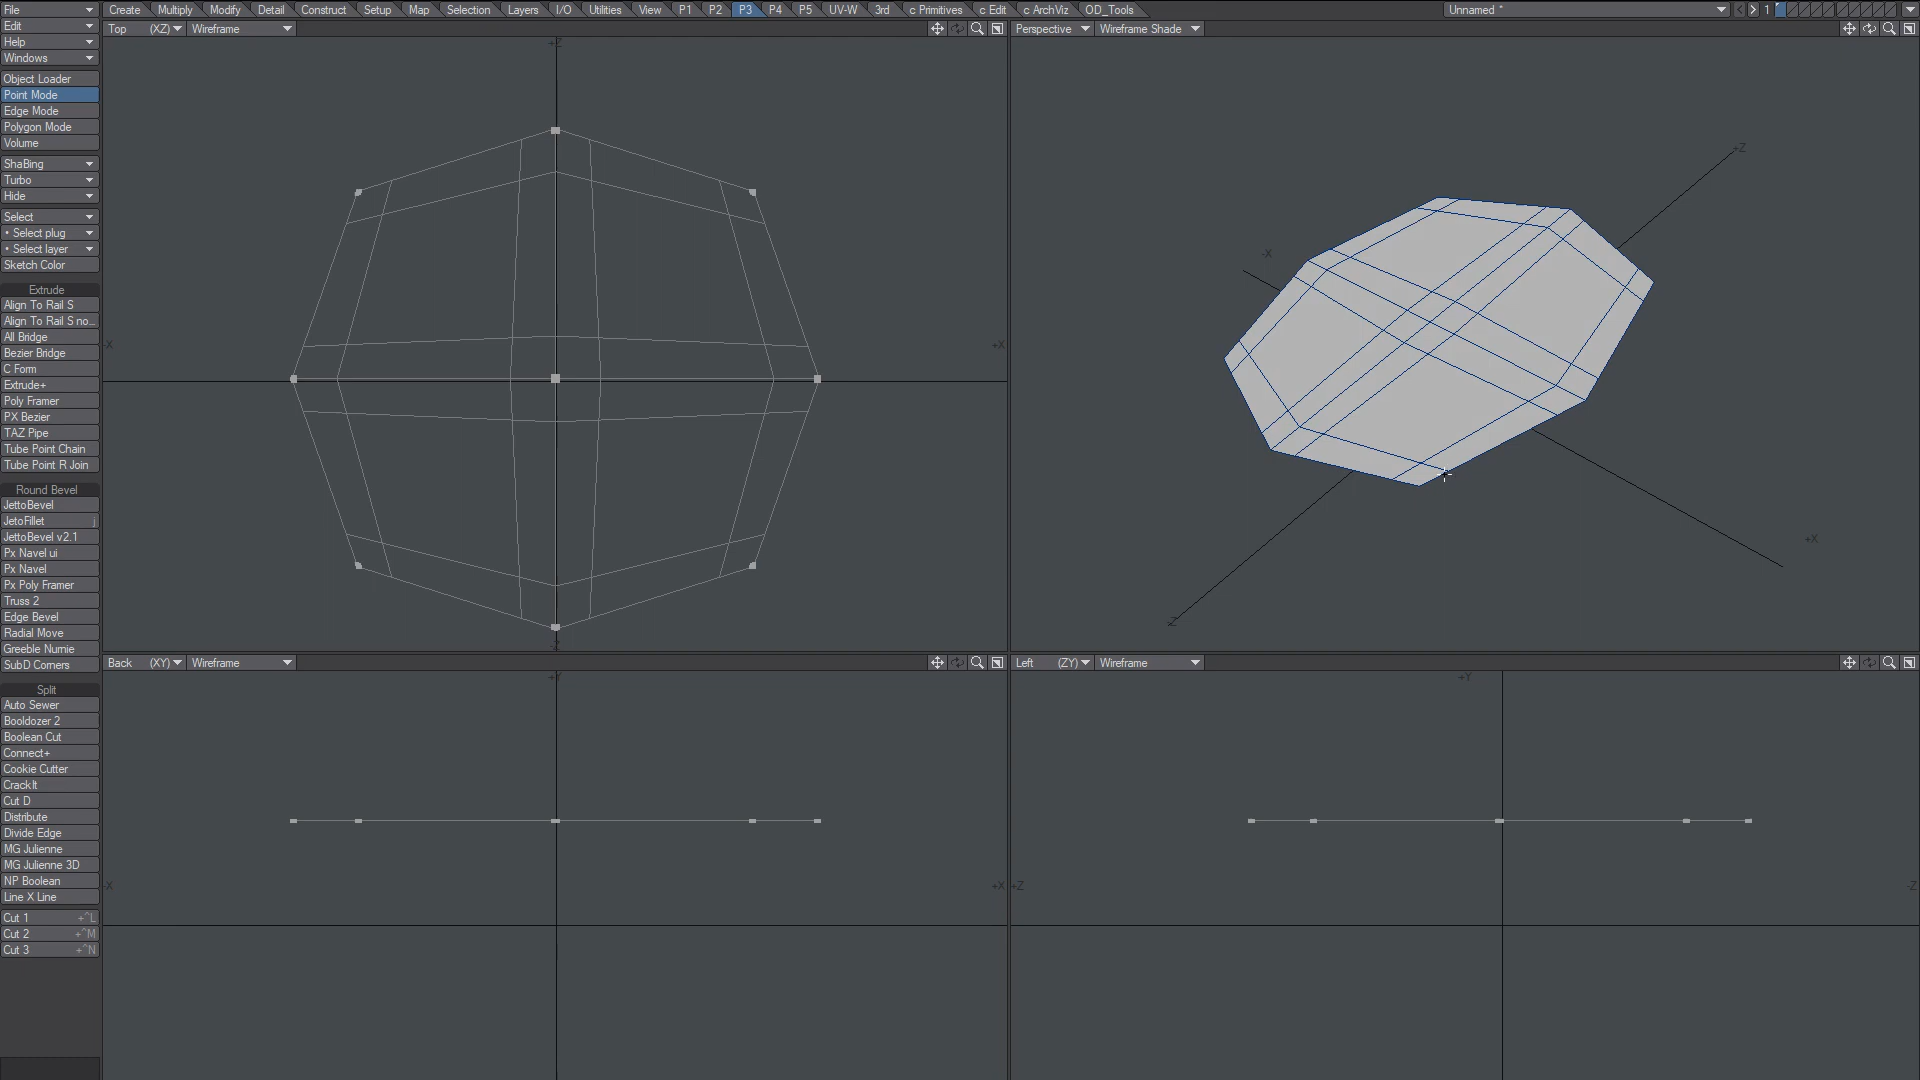 File Create Multiply Modify Detail Construct Setup Map Selection Layers I/O Utilities View P1 P2 P3 P4 P5 UV-W 3rd c Primitives c Edit c ArchViz OD_Tools Unnamed * < > 1
Edit
Help
Windows
Object Loader
Point Mode
Edge Mode
Polygon Mode
Volume
ShaBing
Turbo
Hide
Select
• Select plug
• Select layer
Sketch Color
Extrude
Align To Rail S
Align To Rail S no...
All Bridge
Bezier Bridge
C Form
Extrude+
Poly Framer
PX Bezier
TAZ Pipe
Tube Point Chain
Tube Point R Join
Round Bevel
JettoBevel
JetoFillet j
JettoBevel v2.1
Px Navel ui
Px Navel
Px Poly Framer
Truss 2
Edge Bevel
Radial Move
Greeble Nurnie
SubD Corners
Split
Auto Sewer
Booldozer 2
Boolean Cut
Connect+
Cookie Cutter
CrackIt
Cut D
Distribute
Divide Edge
MG Julienne
MG Julienne 3D
NP Boolean
Line X Line
Cut 1 +^L
Cut 2 +^M
Cut 3 +^N
Top (XZ) Wireframe
+Z
-X +X
-Z
Perspective Wireframe Shade
+Z
-X
+X
-Z
Back (XY) Wireframe
+Y
-X +X
Left (ZY) Wireframe
+Y
+Z -Z